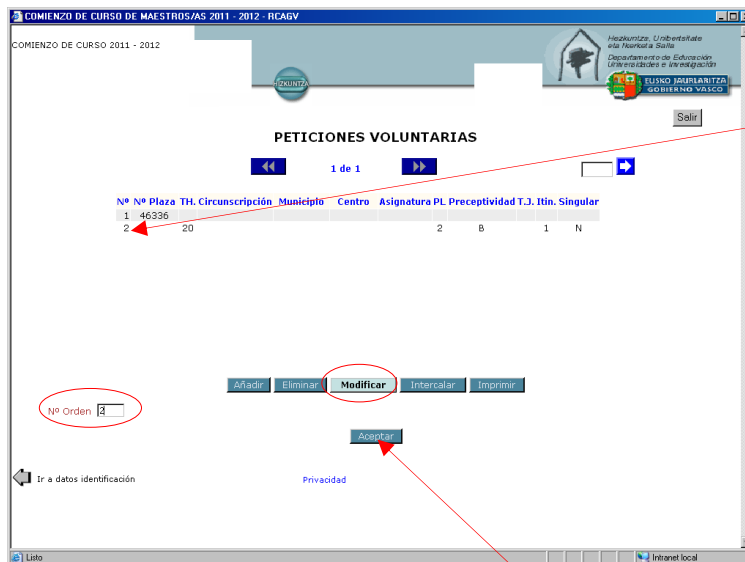 COMIENZO DE CURSO DE MAESTROS/AS 2011 - 2012 - RCAGV
COMIENZO DE CURSO 2011 - 2012
Hezkuntza, Unibertsitate
eta Ikerketa Saila
Departamento de Educación
Universidades e Investigación
HEZKUNTZA
EUSKO JAURLARITZA
GOBIERNO VASCO
Salir
PETICIONES VOLUNTARIAS
1 de 1
Nº Nº Plaza TH. Circunscripción Municipio Centro Asignatura PL Preceptividad T.J. Itin. Singular
1 46336
2 20 2 B 1 N
Añadir Eliminar Modificar Intercalar Imprimir
Nº Orden 2
Aceptar
Ir a datos identificación Privacidad
Listo Intranet local